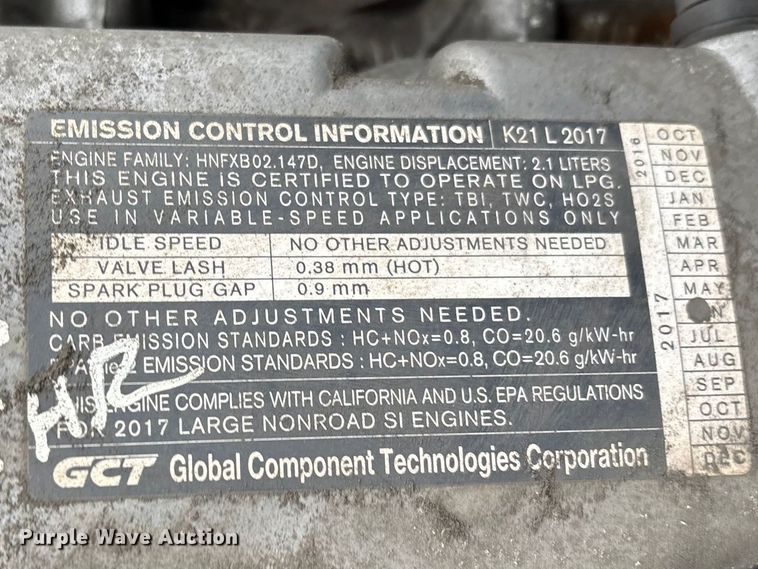 EMISSION CONTROL INFORMATION K21 L 2017
ENGINE FAMILY: HNFXB02.147D, ENGINE DISPLACEMENT: 2.1 LITERS
THIS ENGINE IS CERTIFIED TO OPERATE ON LPG.
EXHAUST EMISSION CONTROL TYPE: TBI, TWC, HO2S
USE IN VARIABLE-SPEED APPLICATIONS ONLY
IDLE SPEED NO OTHER ADJUSTMENTS NEEDED
VALVE LASH 0.38 mm (HOT)
SPARK PLUG GAP 0.9 mm
NO OTHER ADJUSTMENTS NEEDED.
CARB EMISSION STANDARDS : HC+NOx=0.8, CO=20.6 g/kW-hr
EMISSION STANDARDS : HC+NOx=0.8, CO=20.6 g/kW-hr
THIS ENGINE COMPLIES WITH CALIFORNIA AND U.S. EPA REGULATIONS
FOR 2017 LARGE NONROAD SI ENGINES.
GCT Global Component Technologies Corporation
2016
OCT
NOV
DEC
2017
JAN
FEB
MAR
APR
MAY
JUL
AUG
SEP
OCT
NOV
DEC
Purple Wave Auction